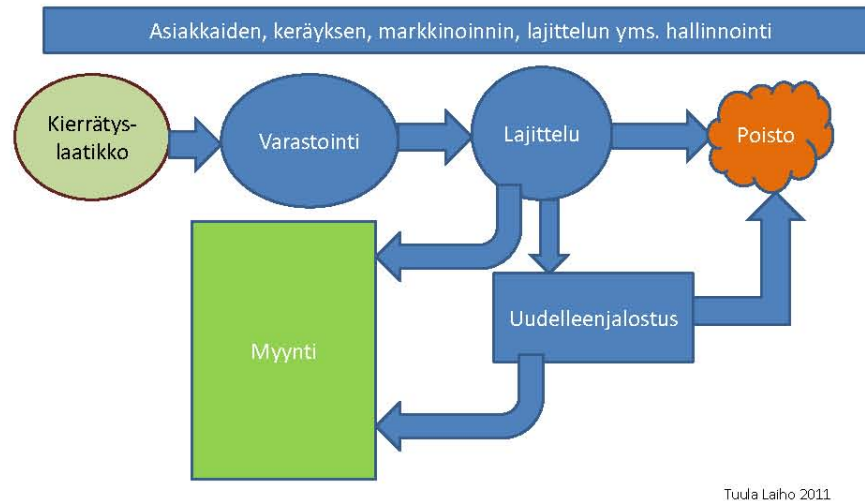 Asiakkaiden, keräyksen, markkinoinnin, lajittelun yms. hallinnointi
Kierrätys-
laatikko
Varastointi
Lajittelu
Poisto
Uudelleenjalostus
Myynti
Tuula Laiho 2011